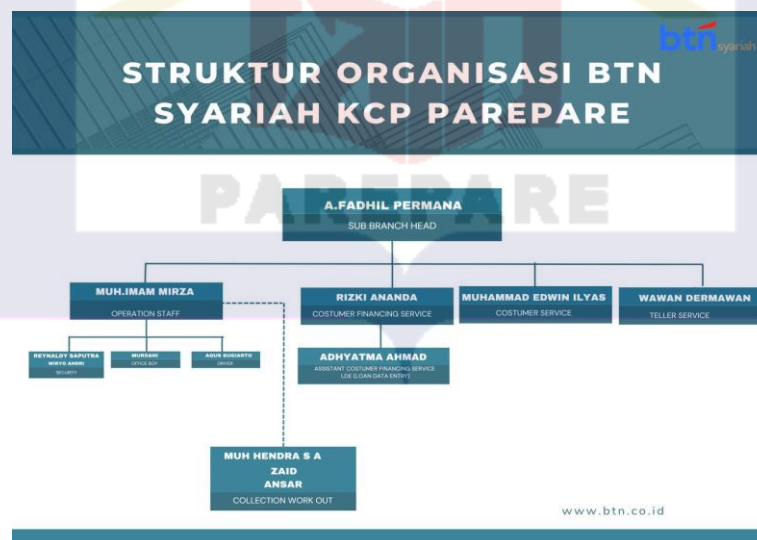 btn syariah
STRUKTUR ORGANISASI BTN
SYARIAH KCP PAREPARE
PAREPARE
A.FADHIL PERMANA
SUB BRANCH HEAD
MUH.IMAM MIRZA
OPERATION STAFF
RIZKI ANANDA
COSTUMER FINANCING SERVICE
MUHAMMAD EDWIN ILYAS
COSTUMER SERVICE
WAWAN DERMAWAN
TELLER SERVICE
REYNALDY SAPUTRA
WIRYO ANDRI
SECURITY
OFFICE BOY
AGUS SUGIARTO
ADHYATMA AHMAD
ASSISTANT COSTUMER FINANCING SERVICE
LDE (LOAN DATA ENTRY)
MUH HENDRA S A
ZAID
ANSAR
COLLECTION WORK OUT
www.btn.co.id